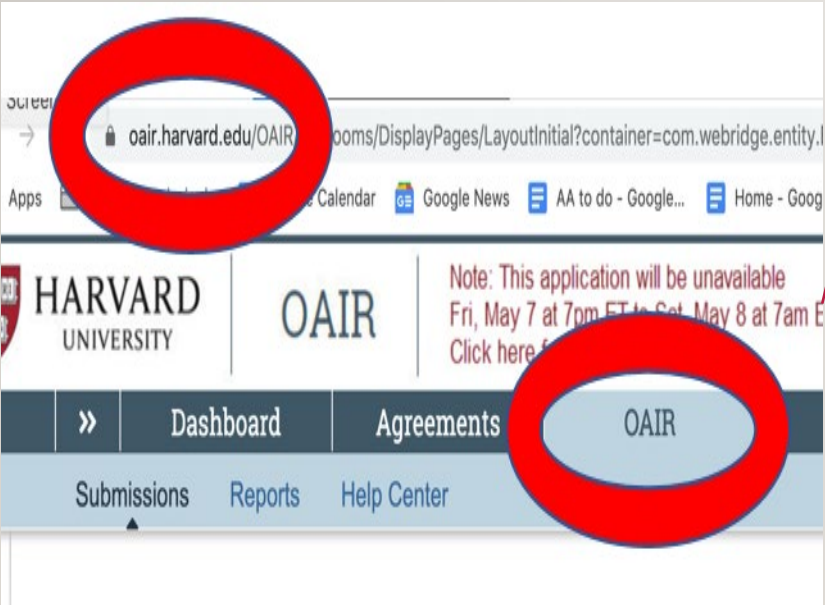 Screen
oair.harvard.edu/OAIR ooms/DisplayPages/LayoutInitial?container=com.webridge.entity.
Apps Calendar Google News AA to do - Google... Home - Goog
HARVARD
UNIVERSITY
OAIR
Note: This application will be unavailable
Fri, May 7 at 7pm ET to Sat, May 8 at 7am E
Click here
» Dashboard Agreements OAIR
Submissions Reports Help Center